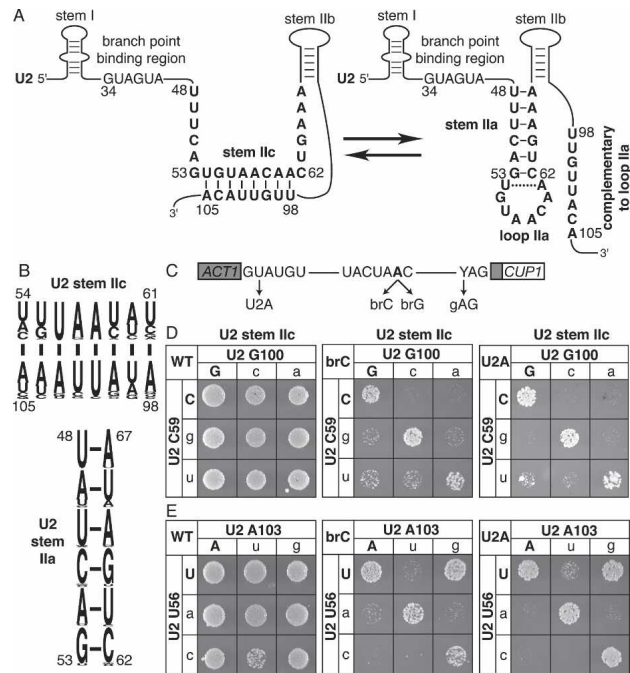 A
stem I
stem IIb
branch point
binding region
U2 5'
GUAGUA
34
48
U
U
U
C
A
G
53
A
A
A
G
U
C
62
stem IIc
GUGUAACAAC
ACAUUGUU
105
98
3'
stem I
stem IIb
branch point
binding region
U2 5'
GUAGUA
34
48
U-A
U-A
U-A
C-G
A-U
G-C
53
62
stem IIa
U
G
U
A
A
C
A
A
loop IIa
98
U
U
G
U
U
A
C
A
105
3'
complementary
to loop IIa
B
U2 stem IIc
54
61
U G U A A C A U
A A A U U A A
105
98
48
67
U-A
A-U
U-A
C-G
A-U
G-C
53
62
U2
stem
IIa
C
ACT1 GUAUGU UACUAAC YAG CUP1
U2A
brC brG
gAG
D
U2 stem IIc
WT
U2 G100
G c a
U2 C59
C
g
u
U2 stem IIc
brC
U2 G100
G c a
U2 C59
C
g
u
U2 stem IIc
U2A
U2 G100
G c a
U2 C59
C
g
u
E
WT
U2 A103
A u g
U2 U56
U
a
c
brC
U2 A103
A u g
U2 U56
U
a
c
U2A
U2 A103
A u g
U2 U56
U
a
c